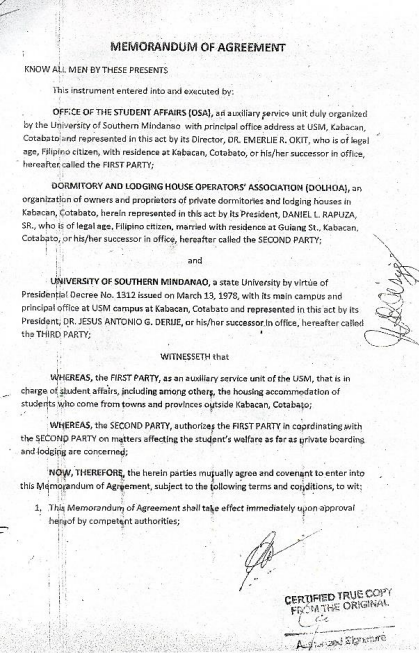 MEMORANDUM OF AGREEMENT
KNOW ALL MEN BY THESE PRESENTS
This instrument entered into and executed by:
OFFICE OF THE STUDENT AFFAIRS (OSA), an auxiliary service unit duly organized
by the University of Southern Mindanao with principal office address at USM, Kabacan,
Cotabato and represented in this act by its Director, DR. EMERLIE R. OKIT, who is of legal
age, Filipino citizen, with residence at Kabacan, Cotabato, or his/her successor in office,
hereafter called the FIRST PARTY;
DORMITORY AND LODGING HOUSE OPERATORS' ASSOCIATION (DOLHOA), an
organization of owners and proprietors of private dormitories and lodging houses in
Kabacan, Cotabato, herein represented in this act by its President, DANIEL L. RAPUZA,
SR., who is of legal age, Filipino citizen, married with residence at Guiang St., Kabacan,
Cotabato, or his/her successor in office, hereafter called the SECOND PARTY;
and
UNIVERSITY OF SOUTHERN MINDANAO, a state University by virtue of
Presidential Decree No. 1312 issued on March 13, 1978, with its main campus and
principal office at USM campus at Kabacan, Cotabato and represented in this act by its
President, DR. JESUS ANTONIO G. DERIJE, or his/her successor in office, hereafter called
the THIRD PARTY;
WITNESSETH that
WHEREAS, the FIRST PARTY, as an auxiliary service unit of the USM, that is in
charge of student affairs, including among others, the housing accommodation of
students who come from towns and provinces outside Kabacan, Cotabato;
WHEREAS, the SECOND PARTY, authorizes the FIRST PARTY in coordinating with
the SECOND PARTY on matters affecting the student's welfare as far as private boarding
and lodging are concerned;
NOW, THEREFORE, the herein parties mutually agree and covenant to enter into
this Memorandum of Agreement, subject to the following terms and conditions, to wit:
1. This Memorandum of Agreement shall take effect immediately upon approval
hereof by competent authorities;
CERTIFIED TRUE COPY
FROM THE ORIGINAL
Authorized Signature